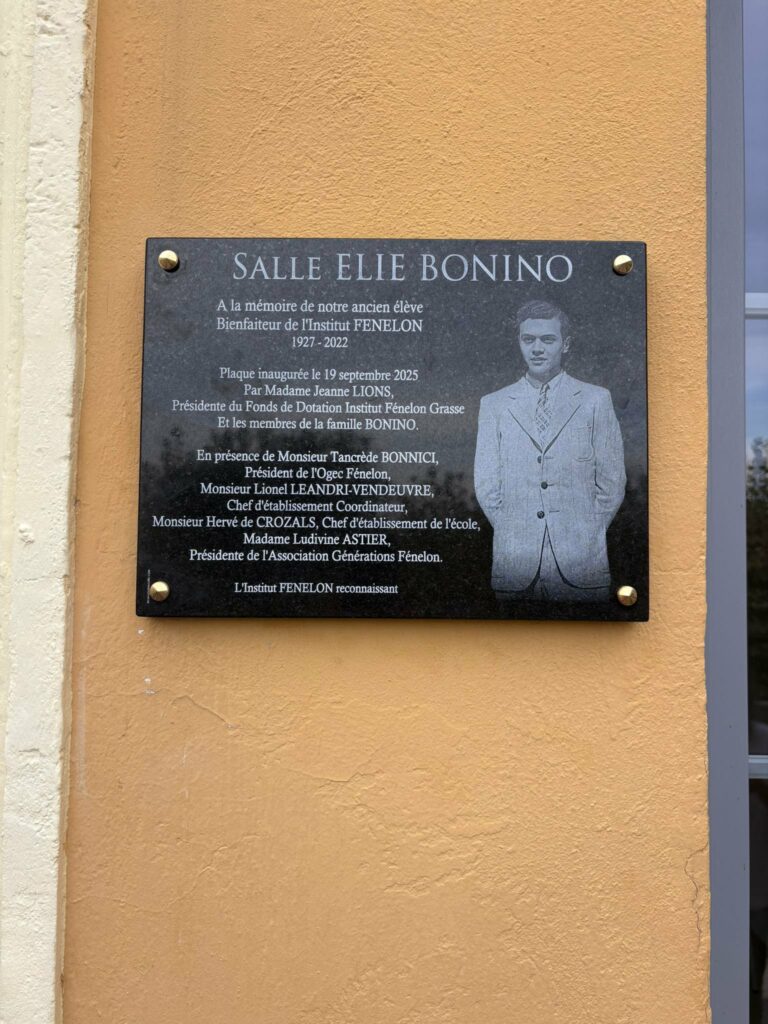 SALLE ELIE BONINO
A la mémoire de notre ancien élève
Bienfaiteur de l'Institut FENELON
1927 - 2022
Plaque inaugurée le 19 septembre 2025
Par Madame Jeanne LIONS,
Présidente du Fonds de Dotation Institut Fénelon Grasse
Et les membres de la famille BONINO.
En présence de Monsieur Tancrède BONNICI,
Président de l'Ogec Fénelon,
Monsieur Lionel LEANDRI-VENDEUVRE,
Chef d'établissement Coordinateur,
Monsieur Hervé de CROZALS, Chef d'établissement de l'école,
Madame Ludivine ASTIER,
Présidente de l'Association Générations Fénelon.
L'Institut FENELON reconnaissant